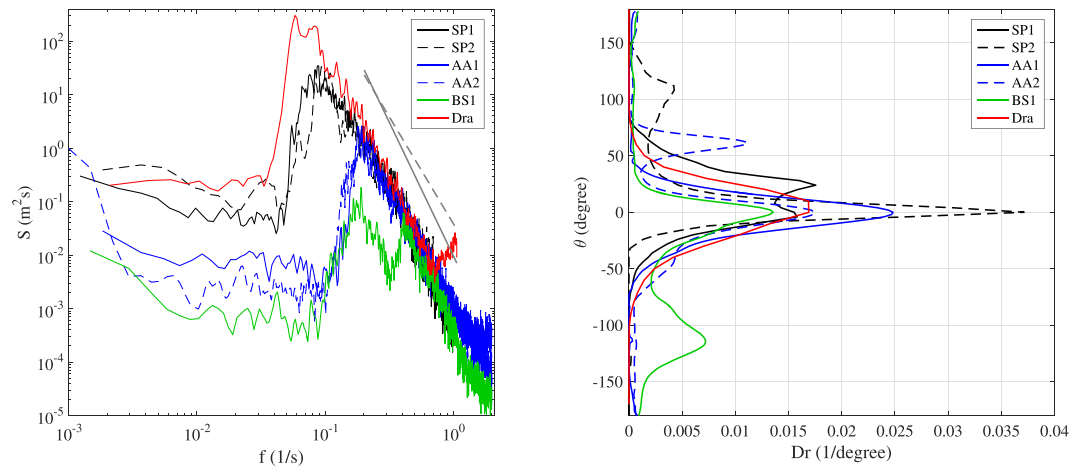 SP1
SP2
AA1
AA2
BS1
Dra
10^2
10^1
10^0
10^-1
10^-2
10^-3
10^-4
10^-5
S (m^2s)
10^-3
10^-2
10^-1
10^0
f (1/s)
SP1
SP2
AA1
AA2
BS1
Dra
150
100
50
0
-50
-100
-150
θ (degree)
0
0.005
0.01
0.015
0.02
0.025
0.03
0.035
0.04
Dr (1/degree)